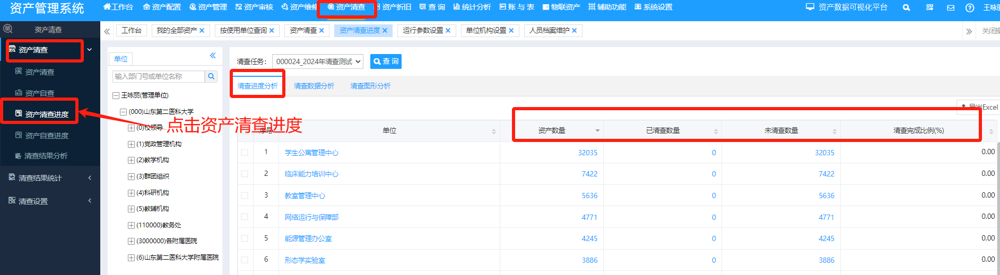 资产管理系统
工作台 资产配置 资产管理 资产审核 资产维修 资产清查 资产折旧 查 询 统计分析 账 与 表 物联资产 辅助功能 系统设置 资产数据可视化平台
资产清查
工作台 我的全部资产 按使用单位查询 资产清查 资产清查进度 运行参数设置 单位机构设置 人员档案维护
资产清查
资产清查
资产自查
资产清查进度
资产自查进度
清查结果分析
清查结果统计
清查设置
单位
输入部门号或单位名称
王咏丽(管理单位)
(000)山东第二医科大学
(0)校领导
(1)党政管理机构
(2)教学机构
(3)群团组织
(4)科研机构
(5)教辅机构
(110000)教务处
(3000000)各附属医院
(6)山东第二医科大学附属医院
点击资产清查进度
清查任务: 000024_2024年清查测试 查 询
清查进度分析 清查数据分析 清查图形分析
导出Excel
序号 单位 资产数量 已清查数量 未清查数量 清查完成比例(%)
1 学生公寓管理中心 32035 0 32035 0.00
2 临床能力培训中心 7422 0 7422 0.00
3 教室管理中心 5636 0 5636 0.00
4 网络运行与保障部 4771 0 4771 0.00
5 能源管理办公室 4245 0 4245 0.00
6 形态学实验室 3886 0 3886 0.00